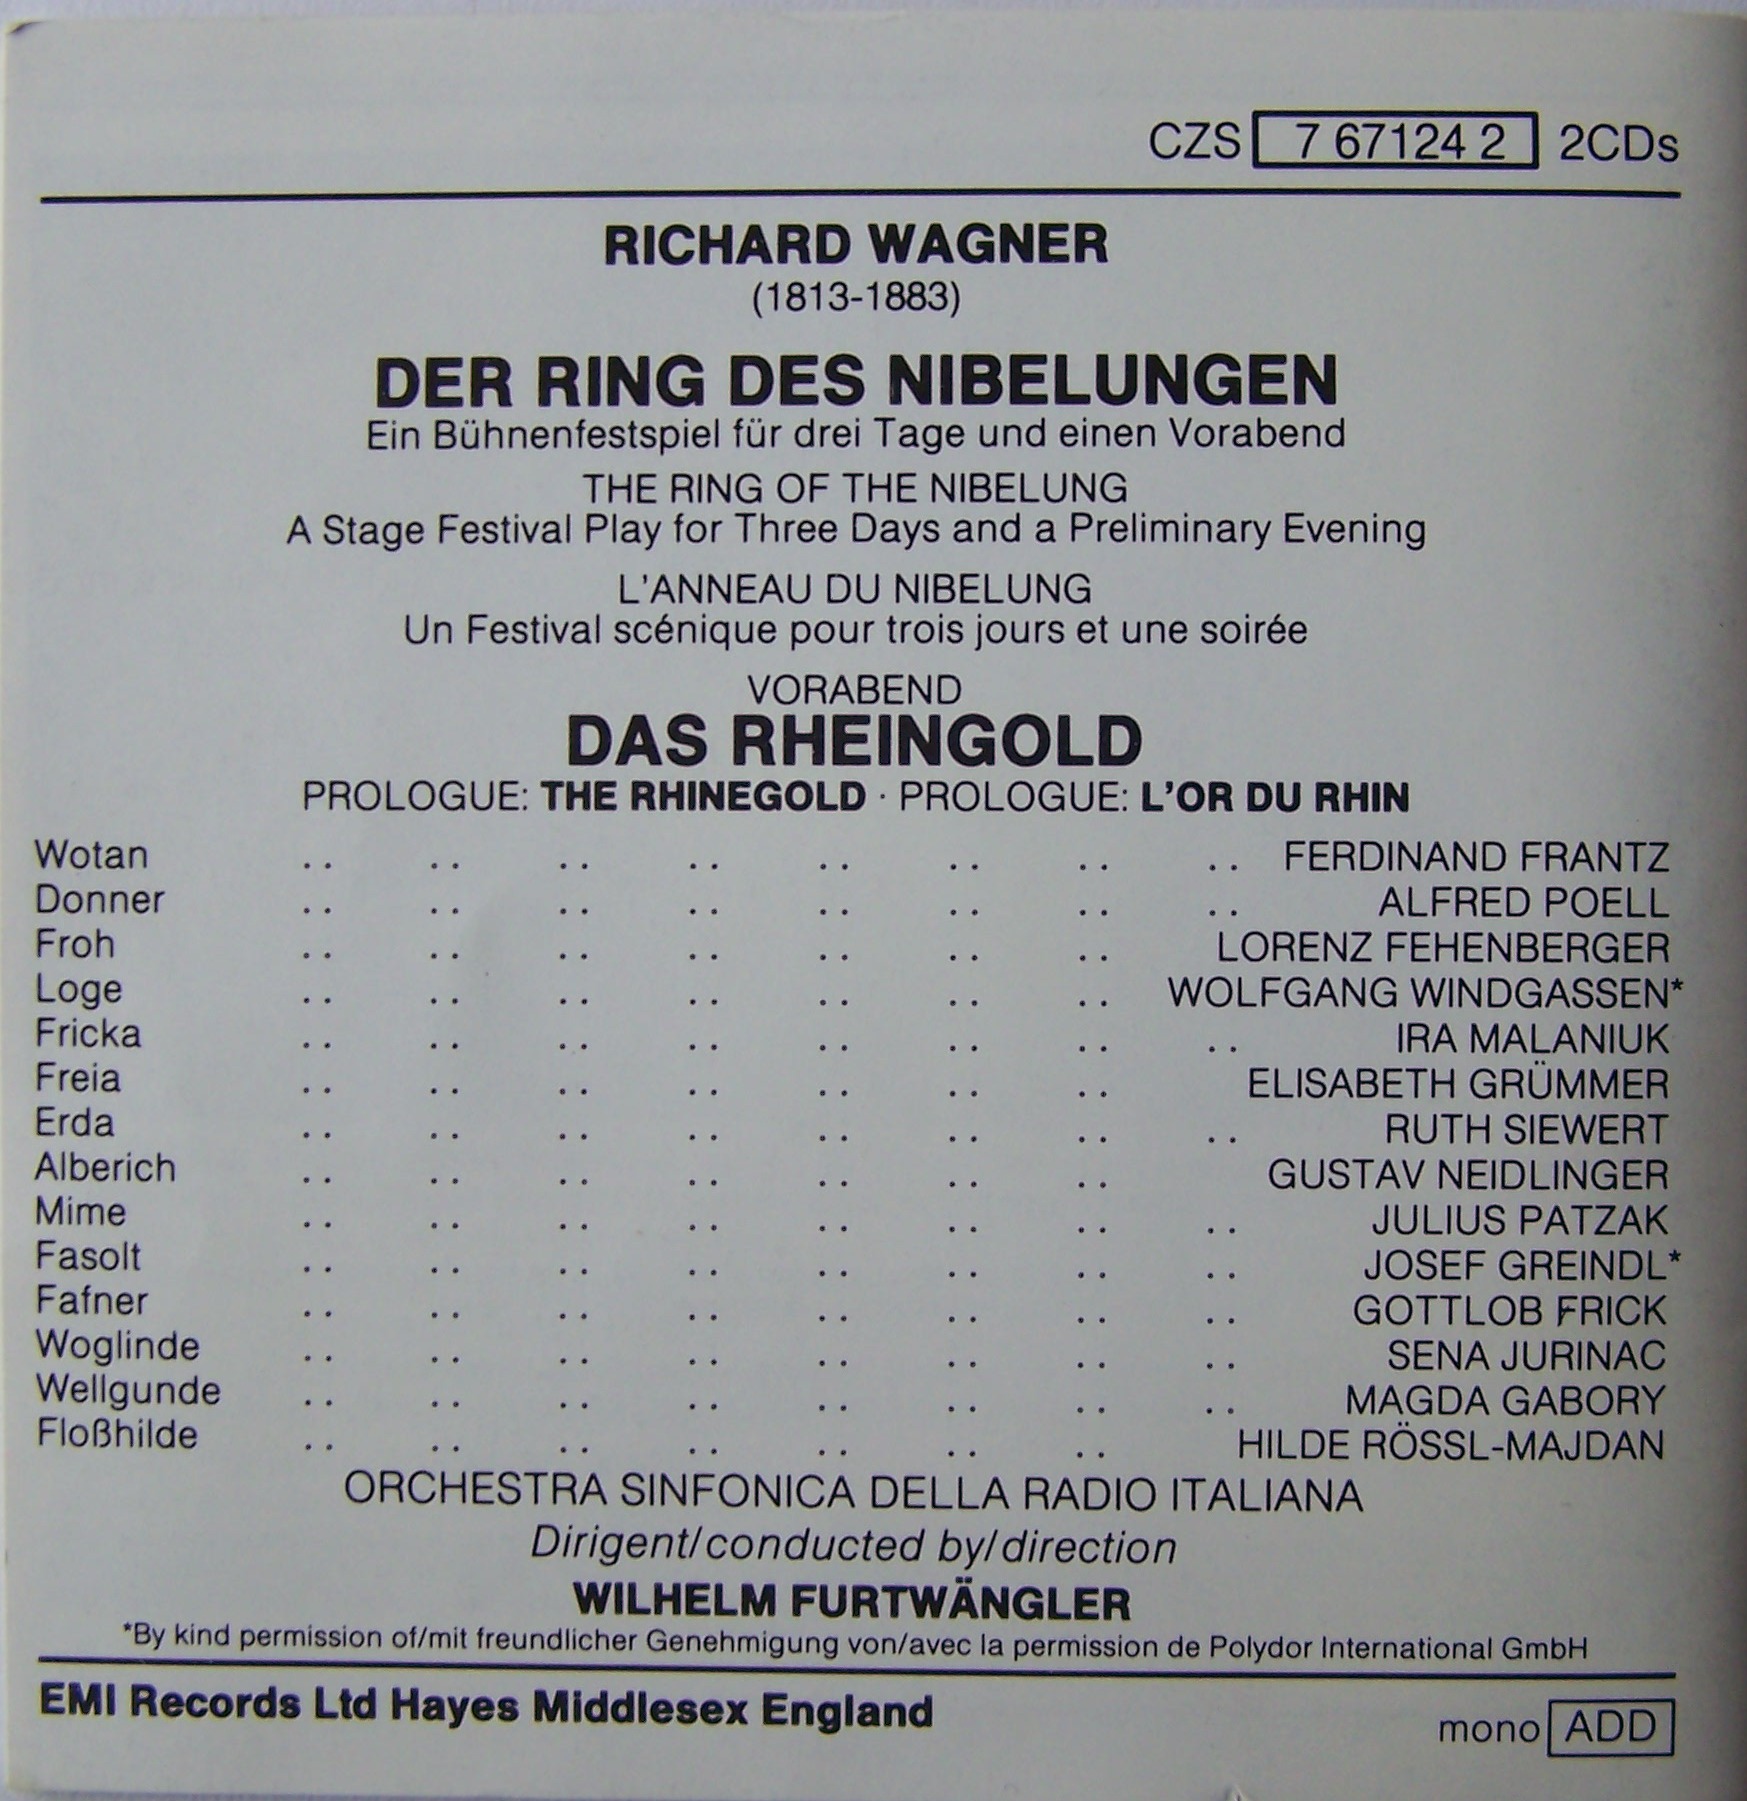 CZS 7 67124 2 2CDs
RICHARD WAGNER
(1813-1883)
DER RING DES NIBELUNGEN
Ein Bühnenfestspiel für drei Tage und einen Vorabend
THE RING OF THE NIBELUNG
A Stage Festival Play for Three Days and a Preliminary Evening
L'ANNEAU DU NIBELUNG
Un Festival scénique pour trois jours et une soirée
VORABEND
DAS RHEINGOLD
PROLOGUE: THE RHINEGOLD · PROLOGUE: L'OR DU RHIN
Wotan .. .. .. .. .. .. .. .. FERDINAND FRANTZ
Donner .. .. .. .. .. .. .. .. ALFRED POELL
Froh .. .. .. .. .. .. .. LORENZ FEHENBERGER
Loge .. .. .. .. .. .. .. WOLFGANG WINDGASSEN*
Fricka .. .. .. .. .. .. .. .. IRA MALANIUK
Freia .. .. .. .. .. .. .. ELISABETH GRÜMMER
Erda .. .. .. .. .. .. .. .. RUTH SIEWERT
Alberich .. .. .. .. .. .. .. GUSTAV NEIDLINGER
Mime .. .. .. .. .. .. .. .. JULIUS PATZAK
Fasolt .. .. .. .. .. .. .. .. JOSEF GREINDL*
Fafner .. .. .. .. .. .. .. .. GOTTLOB FRICK
Woglinde .. .. .. .. .. .. .. .. SENA JURINAC
Wellgunde .. .. .. .. .. .. .. .. MAGDA GABORY
Floßhilde .. .. .. .. .. .. .. HILDE RÖSSL-MAJDAN
ORCHESTRA SINFONICA DELLA RADIO ITALIANA
Dirigent/conducted by/direction
WILHELM FURTWÄNGLER
*By kind permission of/mit freundlicher Genehmigung von/avec la permission de Polydor International GmbH
EMI Records Ltd Hayes Middlesex England
mono ADD